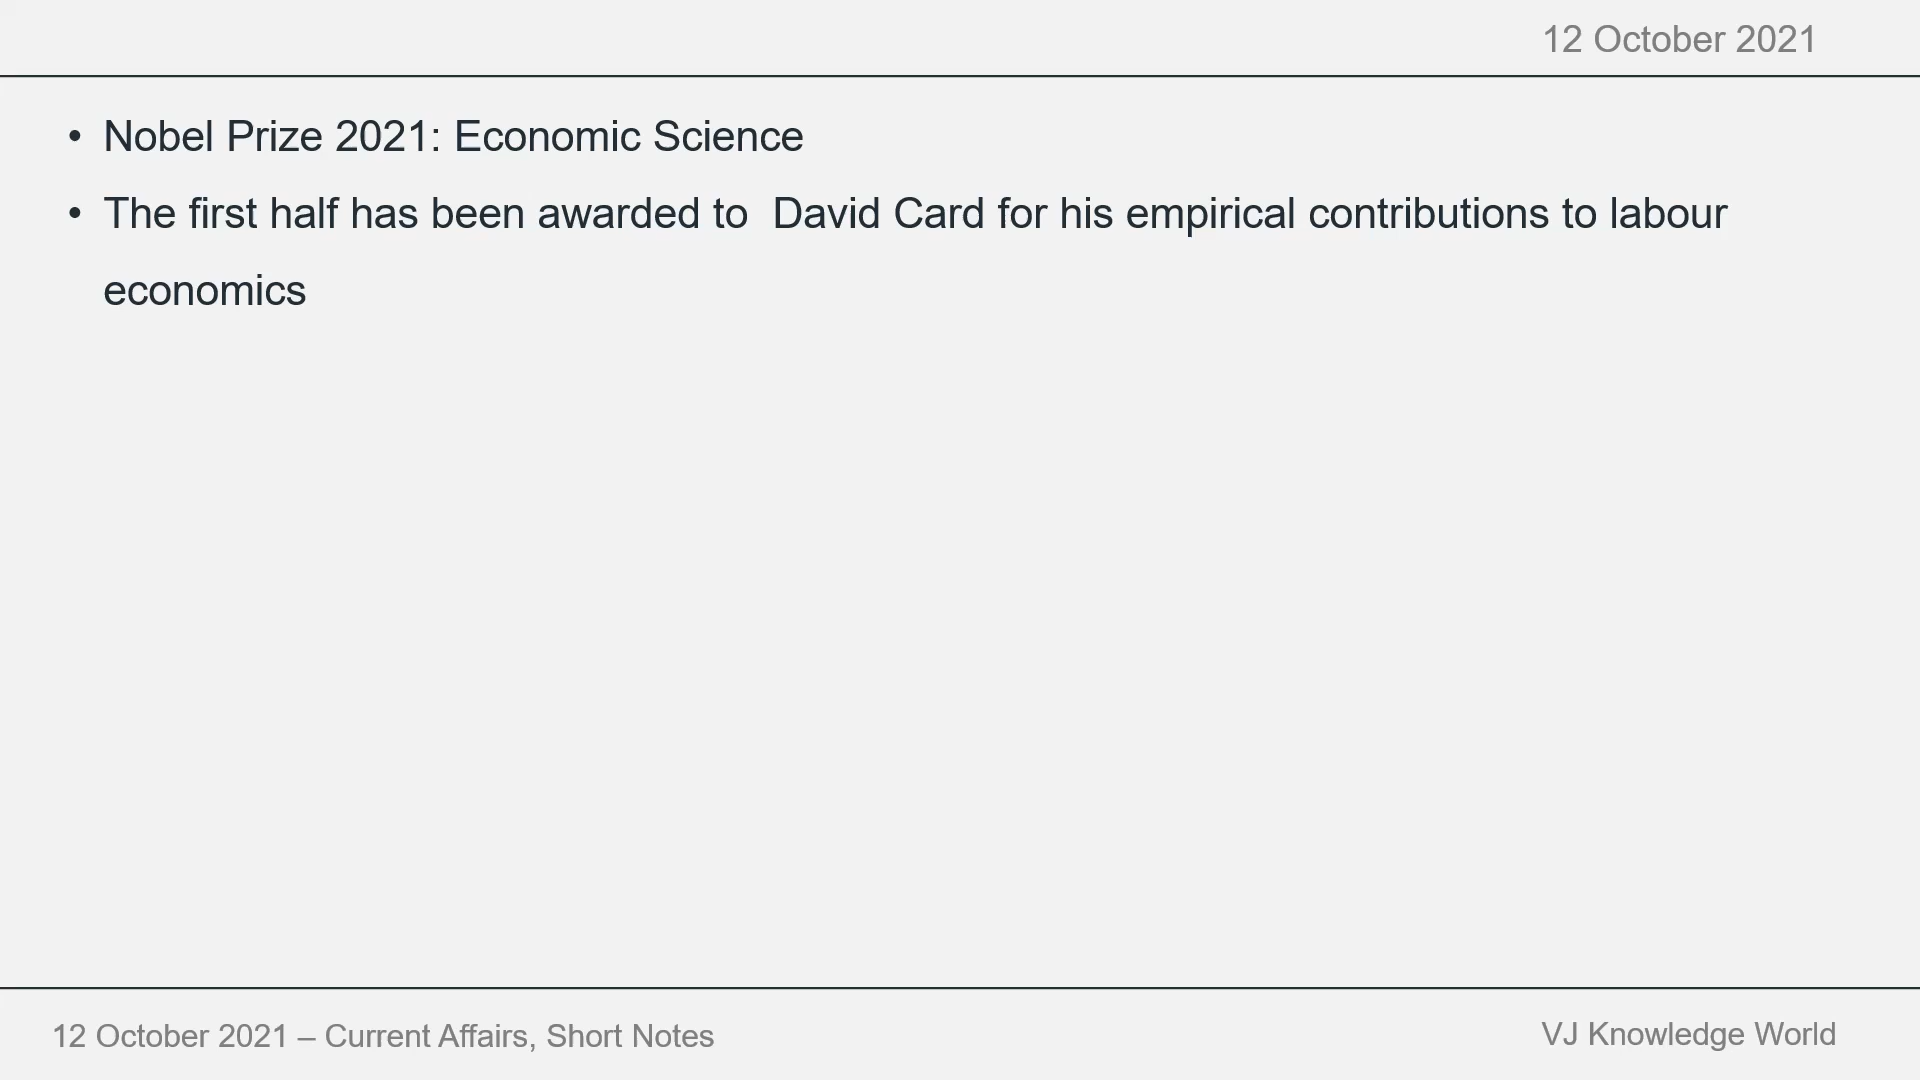 12 October 2021
• Nobel Prize 2021: Economic Science
• The first half has been awarded to  David Card for his empirical contributions to labour
economics
12 October 2021 – Current Affairs, Short Notes
VJ Knowledge World